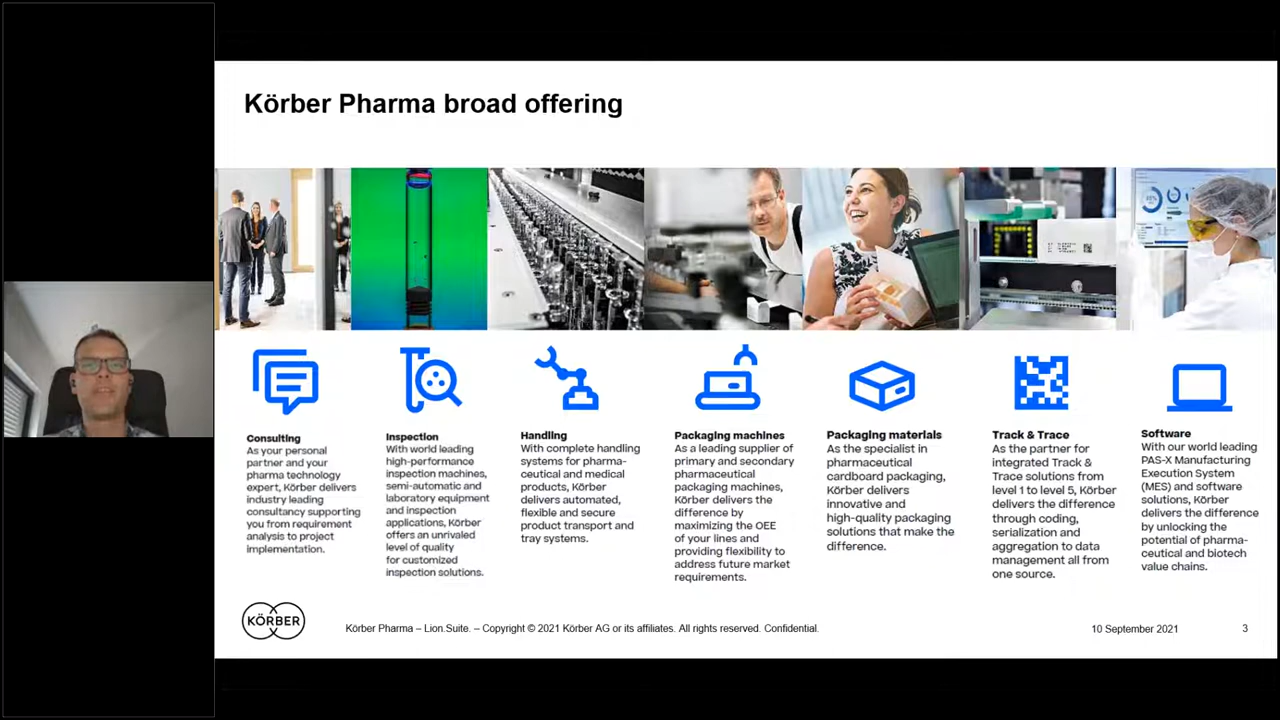 Körber Pharma broad offering
Consulting
As your personal
partner and your
pharma technology
expert, Körber delivers
industry leading
consultancy supporting
you from requirement
analysis to project
implementation.
Inspection
With world leading
high-performance
inspection machines,
semi-automatic and
laboratory equipment
and inspection
applications, Körber
offers an unrivaled
level of quality
for customized
inspection solutions.
Handling
With complete handling
systems for pharma-
ceutical and medical
products, Körber
delivers automated,
flexible and secure
product transport and
tray systems.
Packaging machines
As a leading supplier of
primary and secondary
pharmaceutical
packaging machines,
Körber delivers the
difference by
maximizing the OEE
of your lines and
providing flexibility to
address future market
requirements.
Packaging materials
As the specialist in
pharmaceutical
cardboard packaging,
Körber delivers
innovative and
high-quality packaging
solutions that make the
difference.
Track & Trace
As the partner for
integrated Track &
Trace solutions from
level 1 to level 5, Körber
delivers the difference
through coding,
serialization and
aggregation to data
management all from
one source.
Software
With our world leading
PAS-X Manufacturing
Execution System
(MES) and software
solutions, Körber
delivers the difference
by unlocking the
potential of pharma-
ceutical and biotech
value chains.
KÖRBER
Körber Pharma – Lion.Suite. – Copyright © 2021 Körber AG or its affiliates. All rights reserved. Confidential.
10 September 2021
3